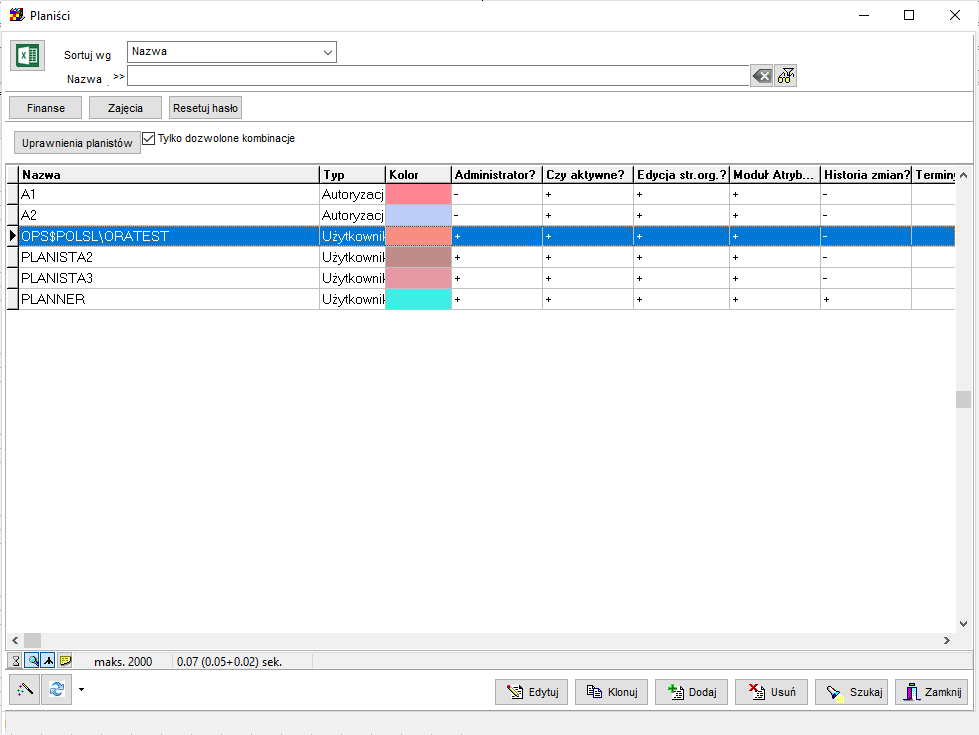 Planiści
Sortuj wg
Nazwa
Nazwa >>
Finanse Zajęcia Resetuj hasło
Uprawnienia planistów Tylko dozwolone kombinacje
Nazwa Typ Kolor Administrator? Czy aktywne? Edycja str.org.? Moduł Atryb... Historia zmian? Terminy
A1 Autoryzacj - + + + -
A2 Autoryzacj - + + + -
OPS$POLSL\ORATEST Użytkownik + + + + -
PLANISTA2 Użytkownik + + + + -
PLANISTA3 Użytkownik + + + + -
PLANNER Użytkownik + + + + +
maks. 2000 0.07 (0.05+0.02) sek.
Edytuj Klonuj Dodaj Usuń Szukaj Zamknij